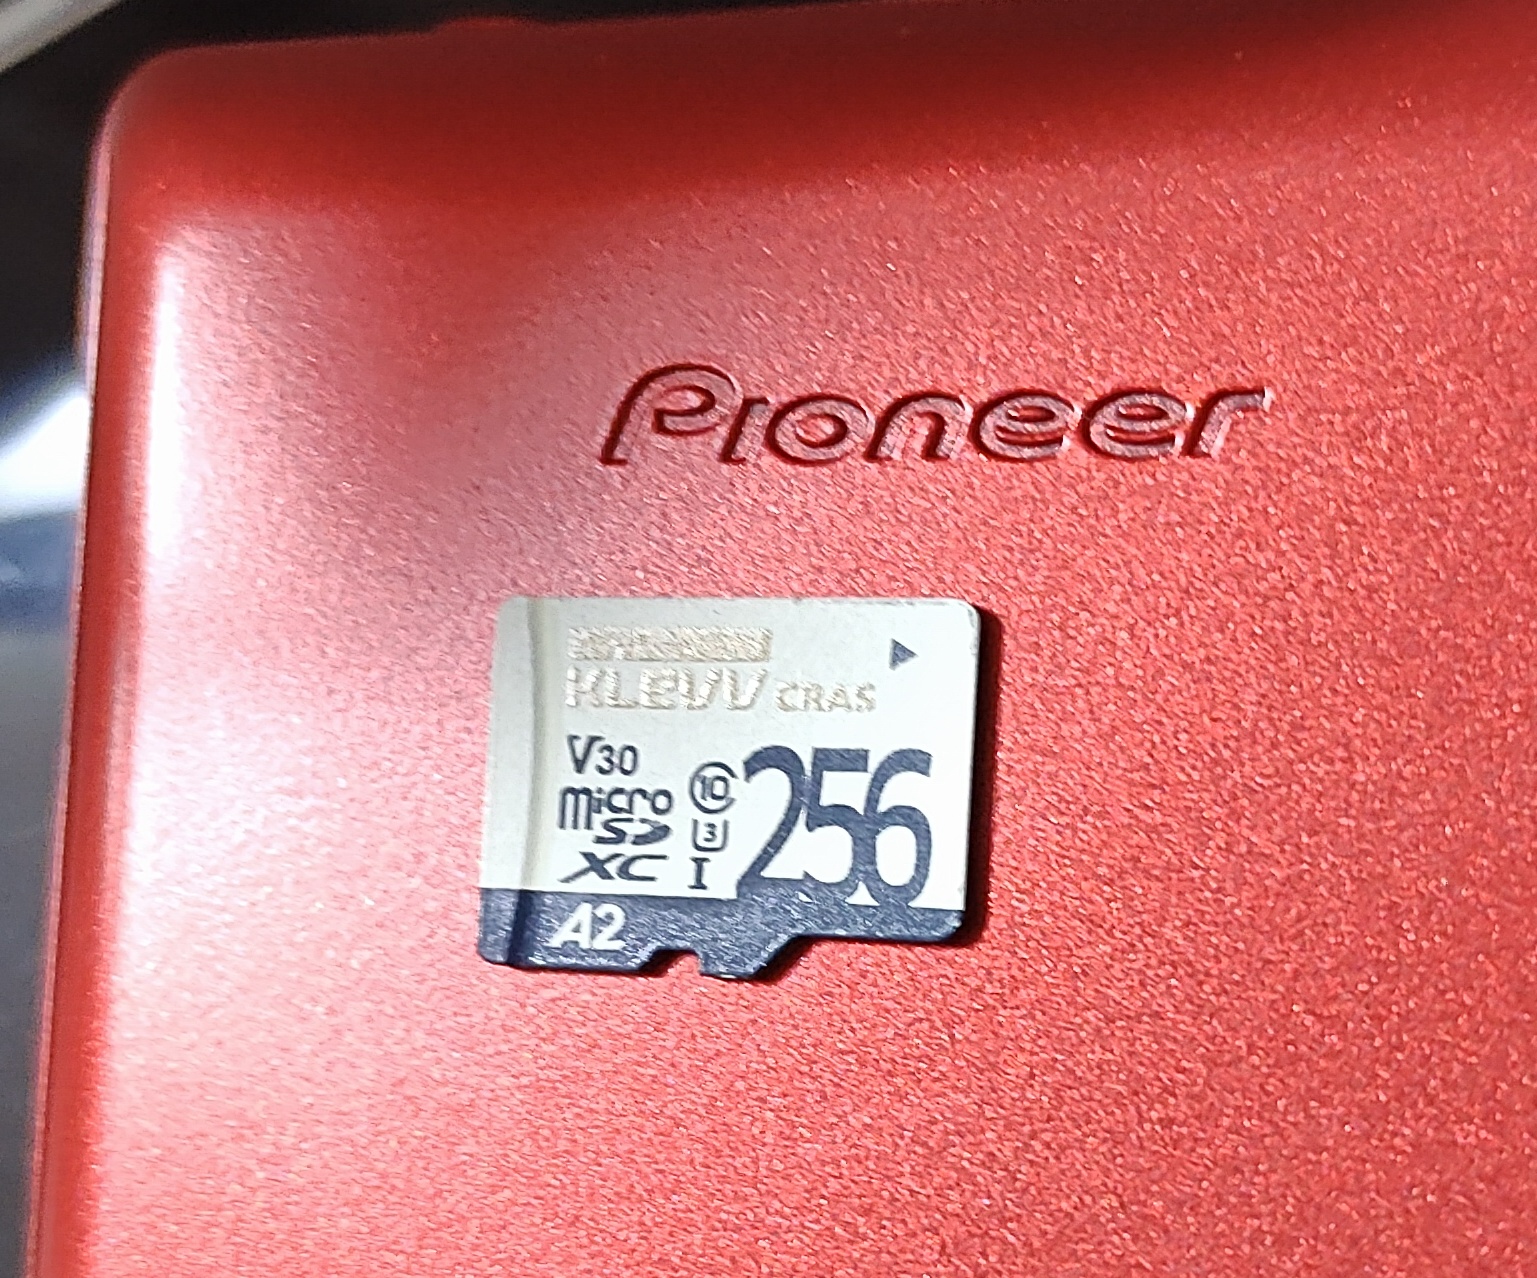 Pioneer
KLEVV CRAS
V30
micro
SD
XC
10
3
I
256
A2